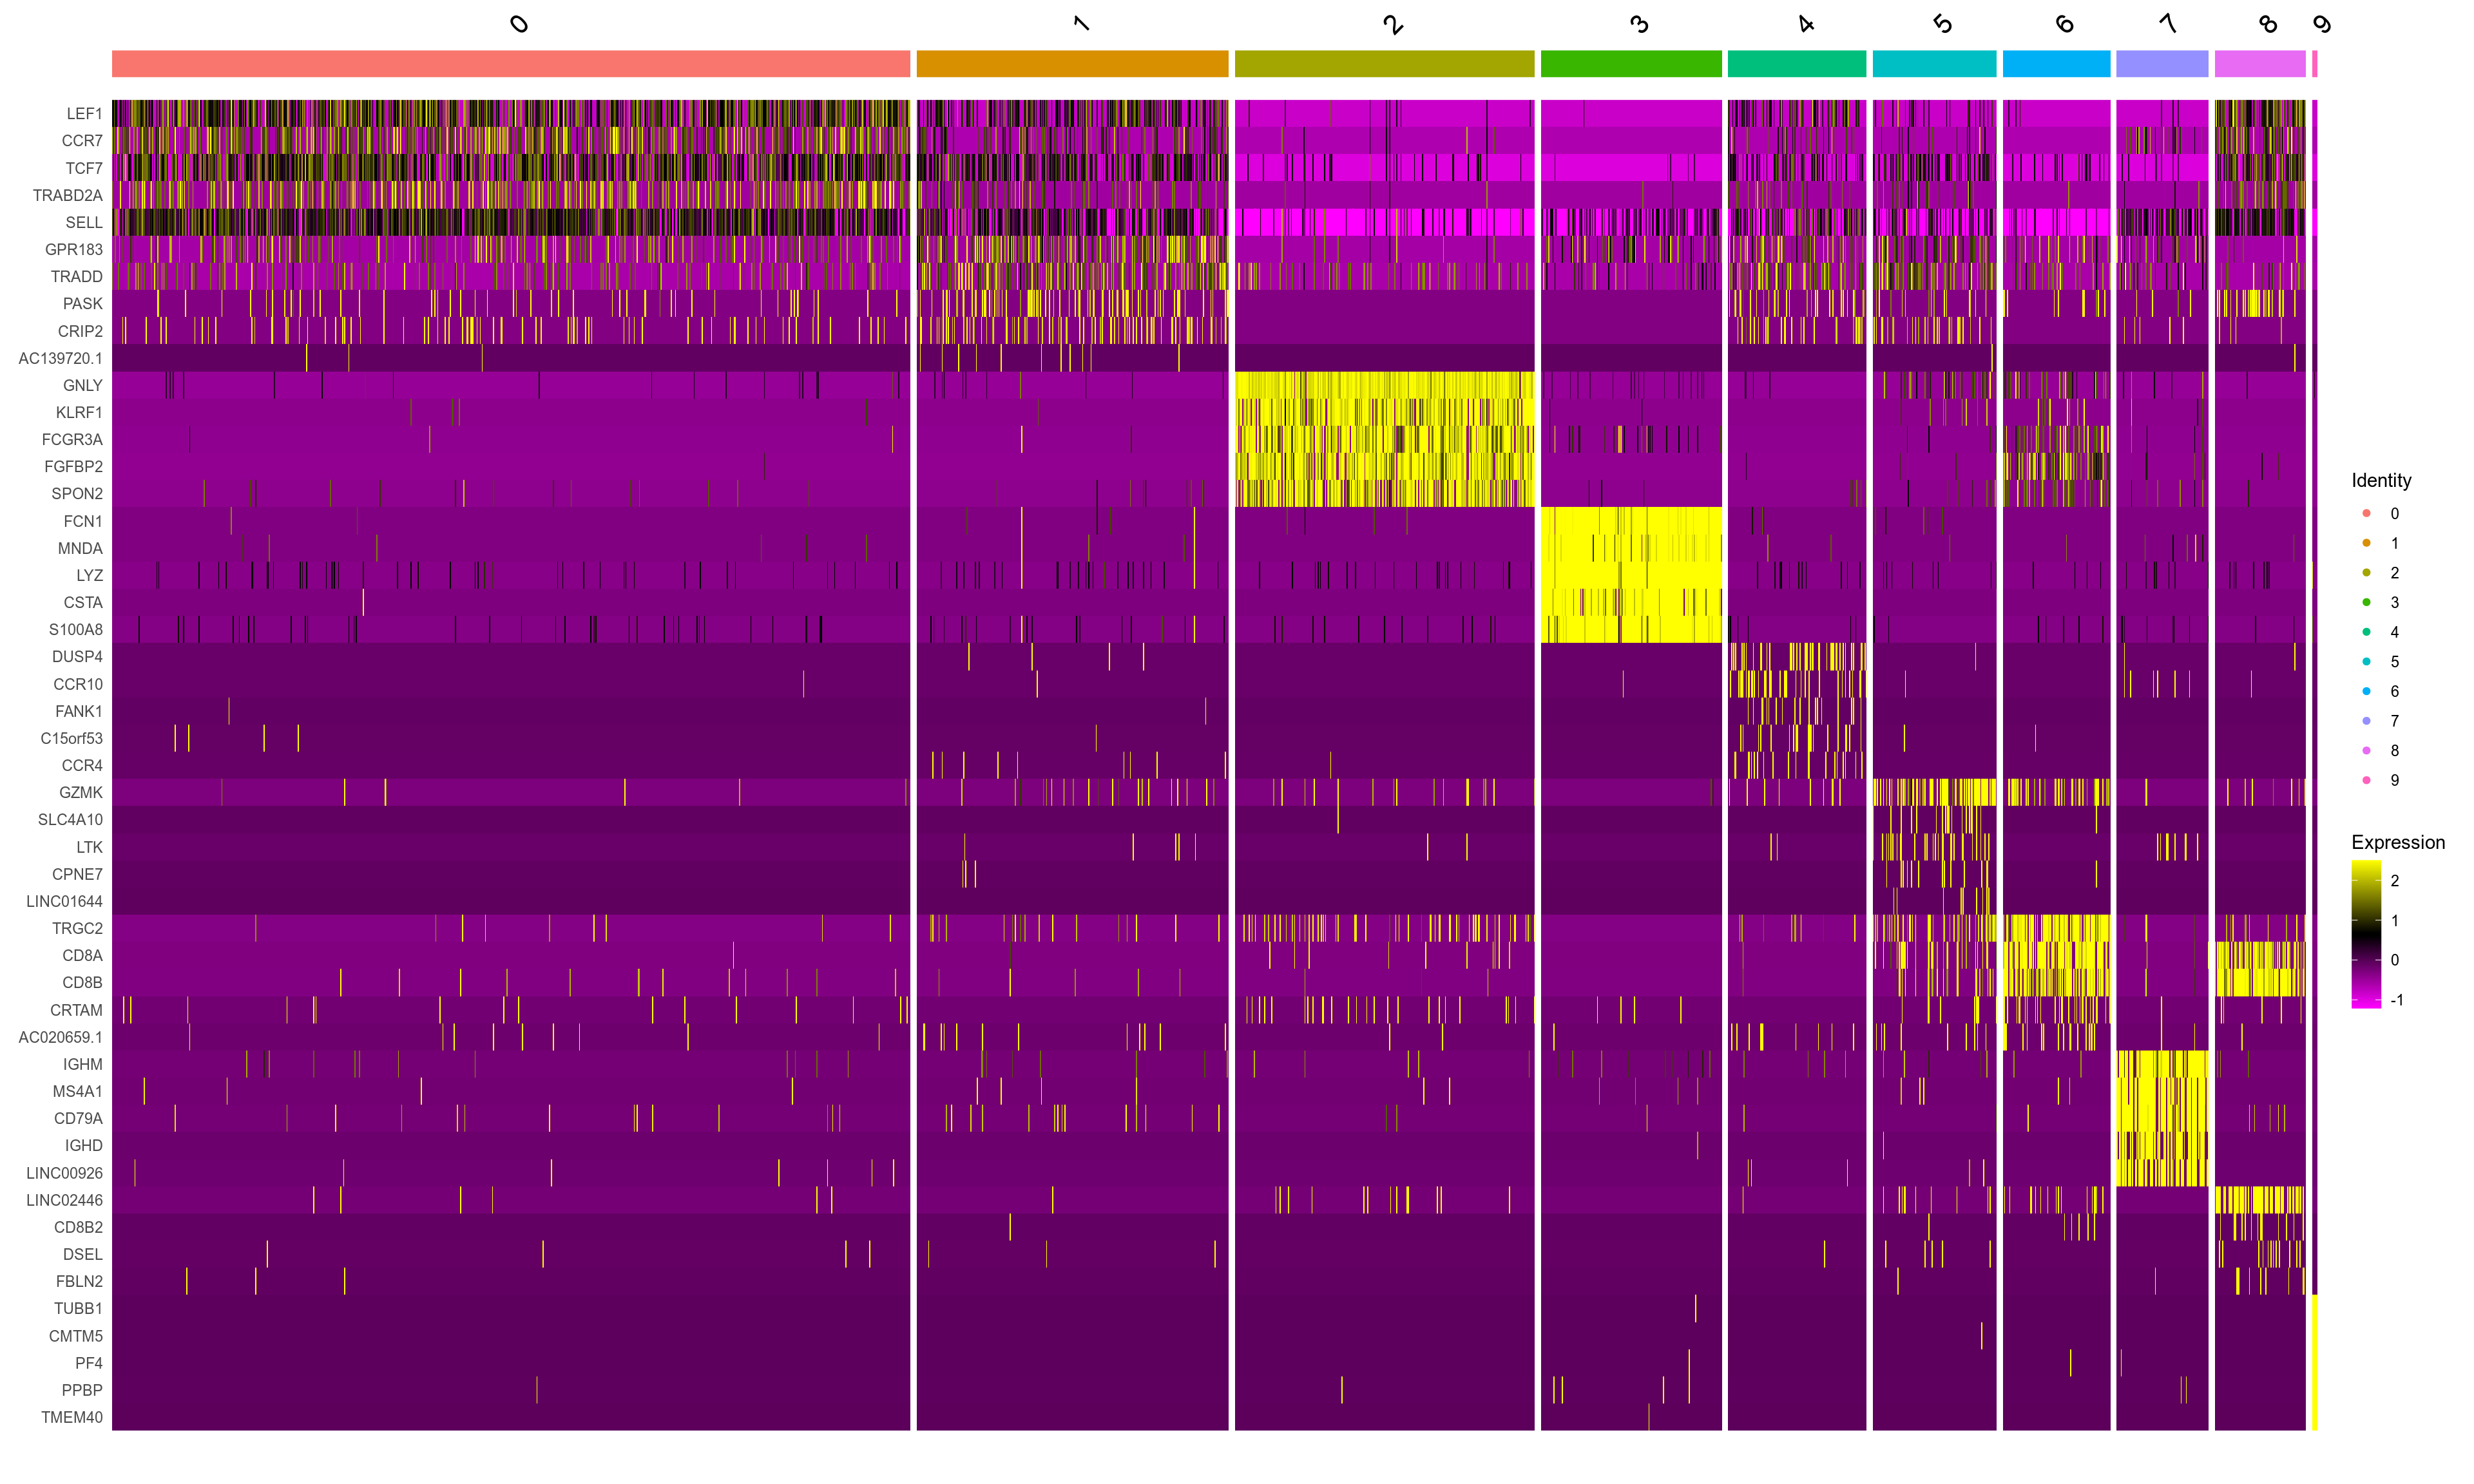 0 1 2 3 4 5 6 7 8 9
LEF1
CCR7
TCF7
TRABD2A
SELL
GPR183
TRADD
PASK
CRIP2
AC139720.1
GNLY
KLRF1
FCGR3A
FGFBP2
SPON2
FCN1
MNDA
LYZ
CSTA
S100A8
DUSP4
CCR10
FANK1
C15orf53
CCR4
GZMK
SLC4A10
LTK
CPNE7
LINC01644
TRGC2
CD8A
CD8B
CRTAM
AC020659.1
IGHM
MS4A1
CD79A
IGHD
LINC00926
LINC02446
CD8B2
DSEL
FBLN2
TUBB1
CMTM5
PF4
PPBP
TMEM40
Identity
0
1
2
3
4
5
6
7
8
9
Expression
2
1
0
-1